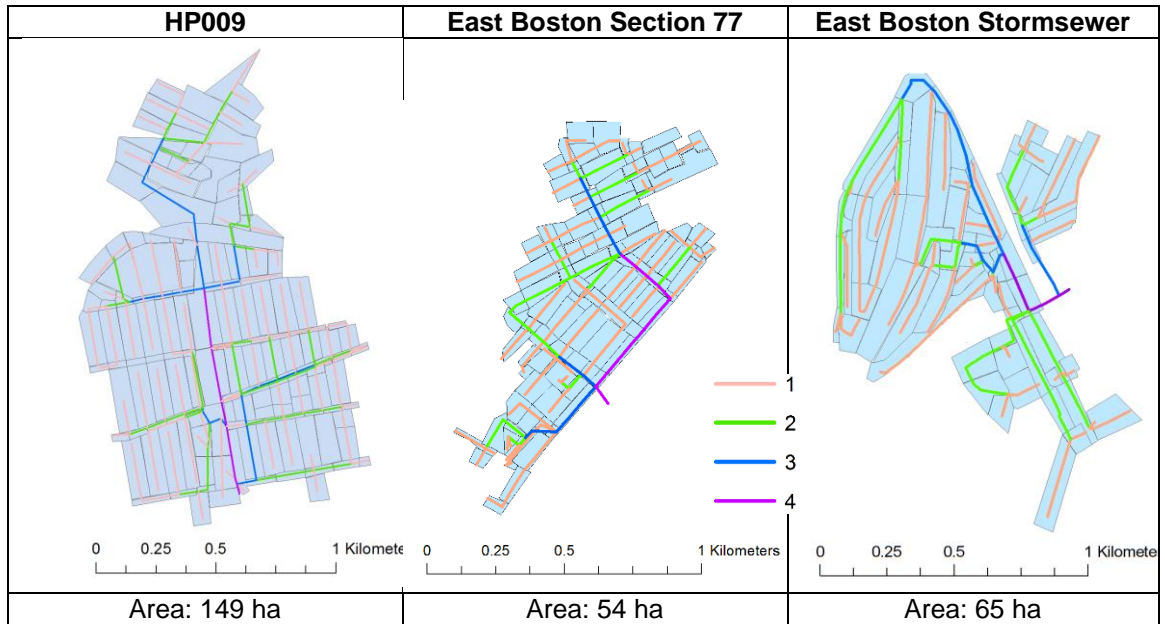 HP009
East Boston Section 77
East Boston Stormsewer
1
2
3
4
0 0.25 0.5 1 Kilomete
0 0.25 0.5 1 Kilometers
0 0.25 0.5 1 Kilomete
Area: 149 ha
Area: 54 ha
Area: 65 ha